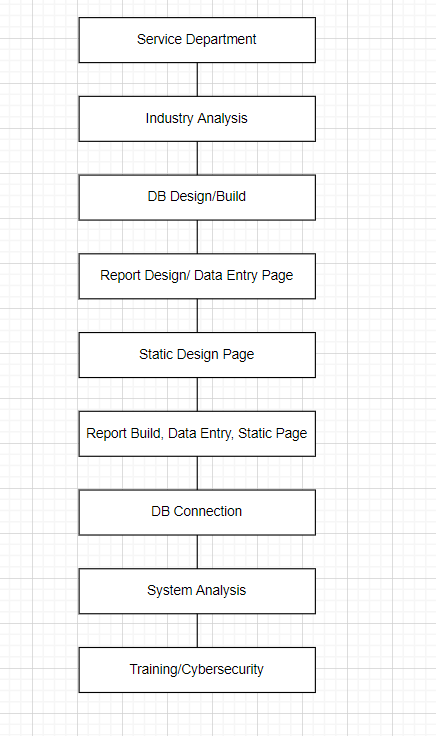 Service Department
Industry Analysis
DB Design/Build
Report Design/ Data Entry Page
Static Design Page
Report Build, Data Entry, Static Page
DB Connection
System Analysis
Training/Cybersecurity